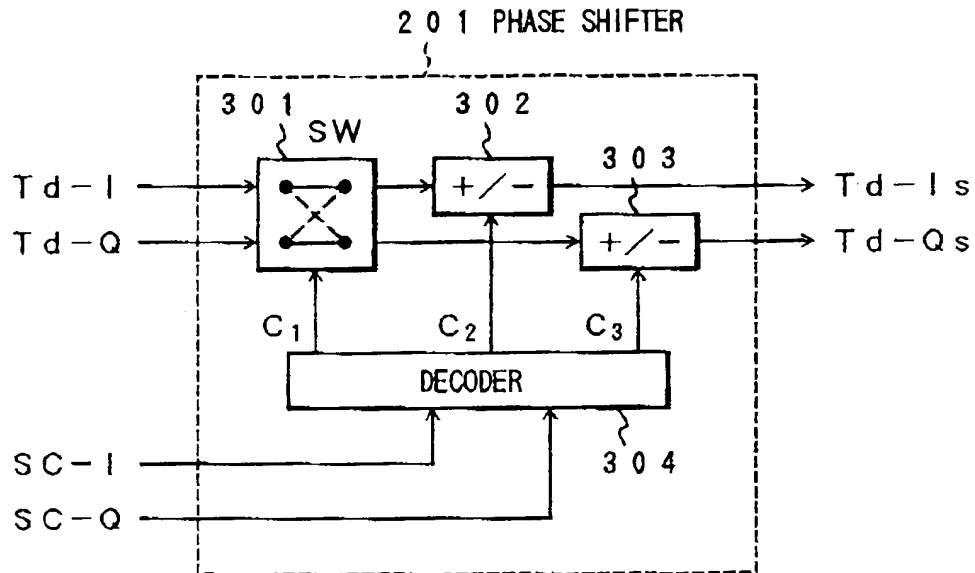 201 PHASE SHIFTER
301
SW
302
303
Td-I
+/-
Td-Is
Td-Q
+/-
Td-Qs
C1
C2
C3
DECODER
304
SC-I
SC-Q